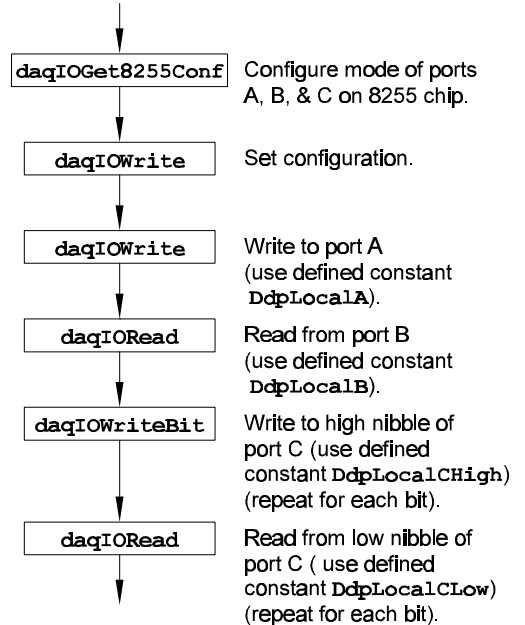 daqIOGet8255Conf
Configure mode of ports
A, B, & C on 8255 chip.
daqIOWrite
Set configuration.
daqIOWrite
Write to port A
(use defined constant
DdpLocalA).
daqIORead
Read from port B
(use defined constant
DdpLocalB).
daqIOWriteBit
Write to high nibble of
port C (use defined
constant DdpLocalCHigh)
(repeat for each bit).
daqIORead
Read from low nibble of
port C ( use defined
constant DdpLocalCLow)
(repeat for each bit).